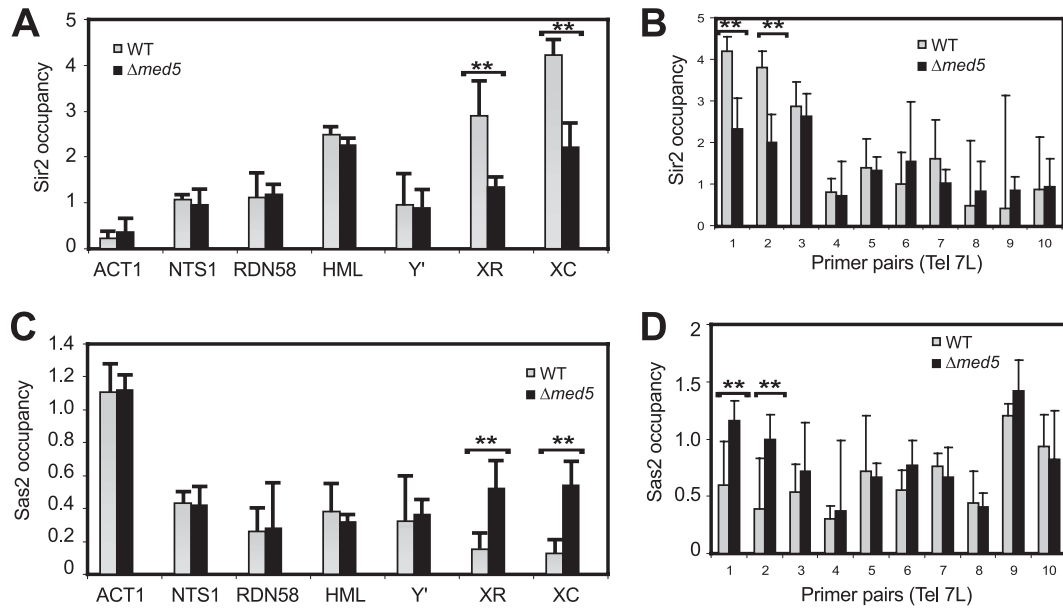 A
Sir2 occupancy
5
4
3
2
1
0
WT
Δmed5
**
**
ACT1 NTS1 RDN58 HML Y' XR XC
B
Sir2 occupancy
5
4
3
2
1
0
** **
WT
Δmed5
1 2 3 4 5 6 7 8 9 10
Primer pairs (Tel 7L)
C
Sas2 occupancy
1.4
1.2
1.0
0.8
0.6
0.4
0.2
0
WT
Δmed5
** **
ACT1 NTS1 RDN58 HML Y' XR XC
D
Sas2 occupancy
2
1.5
1.0
0.5
0
WT
Δmed5
** **
1 2 3 4 5 6 7 8 9 10
Primer pairs (Tel 7L)